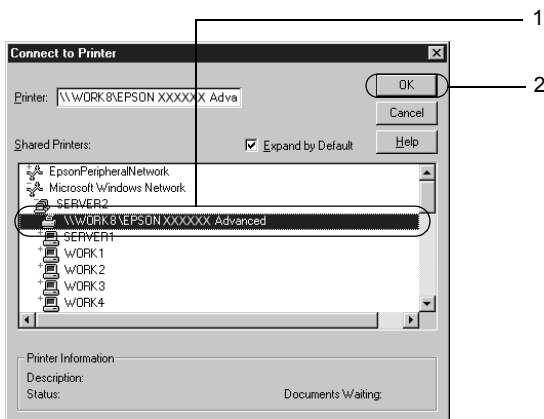 1
Connect to Printer
Printer: \\WORK8\EPSON XXXXXX Adva
OK
2
Cancel
Shared Printers:
Expand by Default
Help
EpsonPeripheralNetwork
Microsoft Windows Network
SERVER2
\\WORK8\EPSON XXXXXX Advanced
SERVER1
WORK1
WORK2
WORK3
WORK4
Printer Information
Description:
Status:
Documents Waiting: